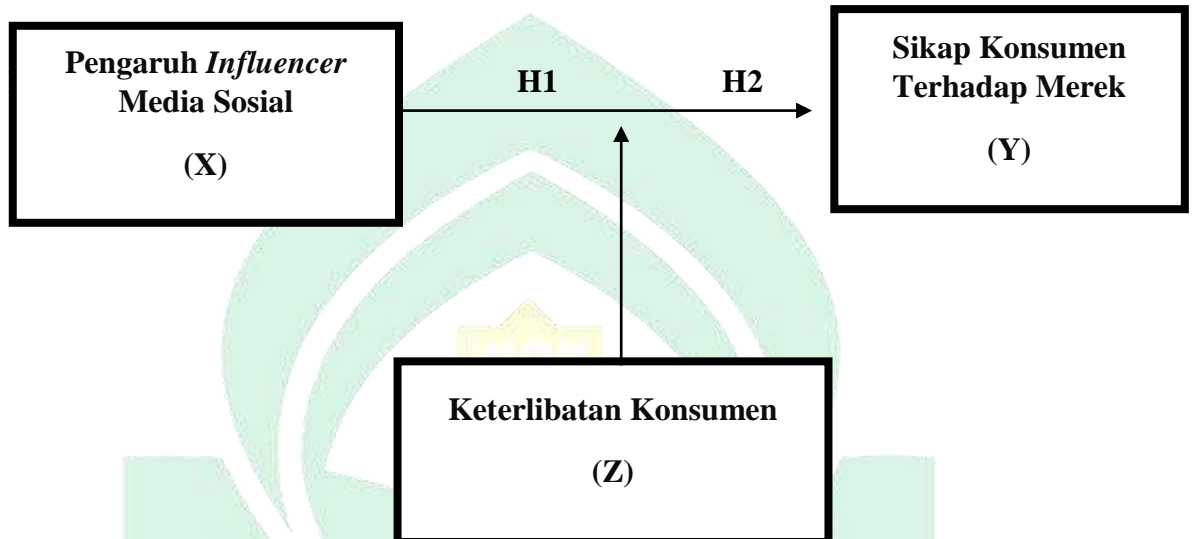 Pengaruh Influencer
Media Sosial
(X)
H1 H2
Sikap Konsumen
Terhadap Merek
(Y)
Keterlibatan Konsumen
(Z)